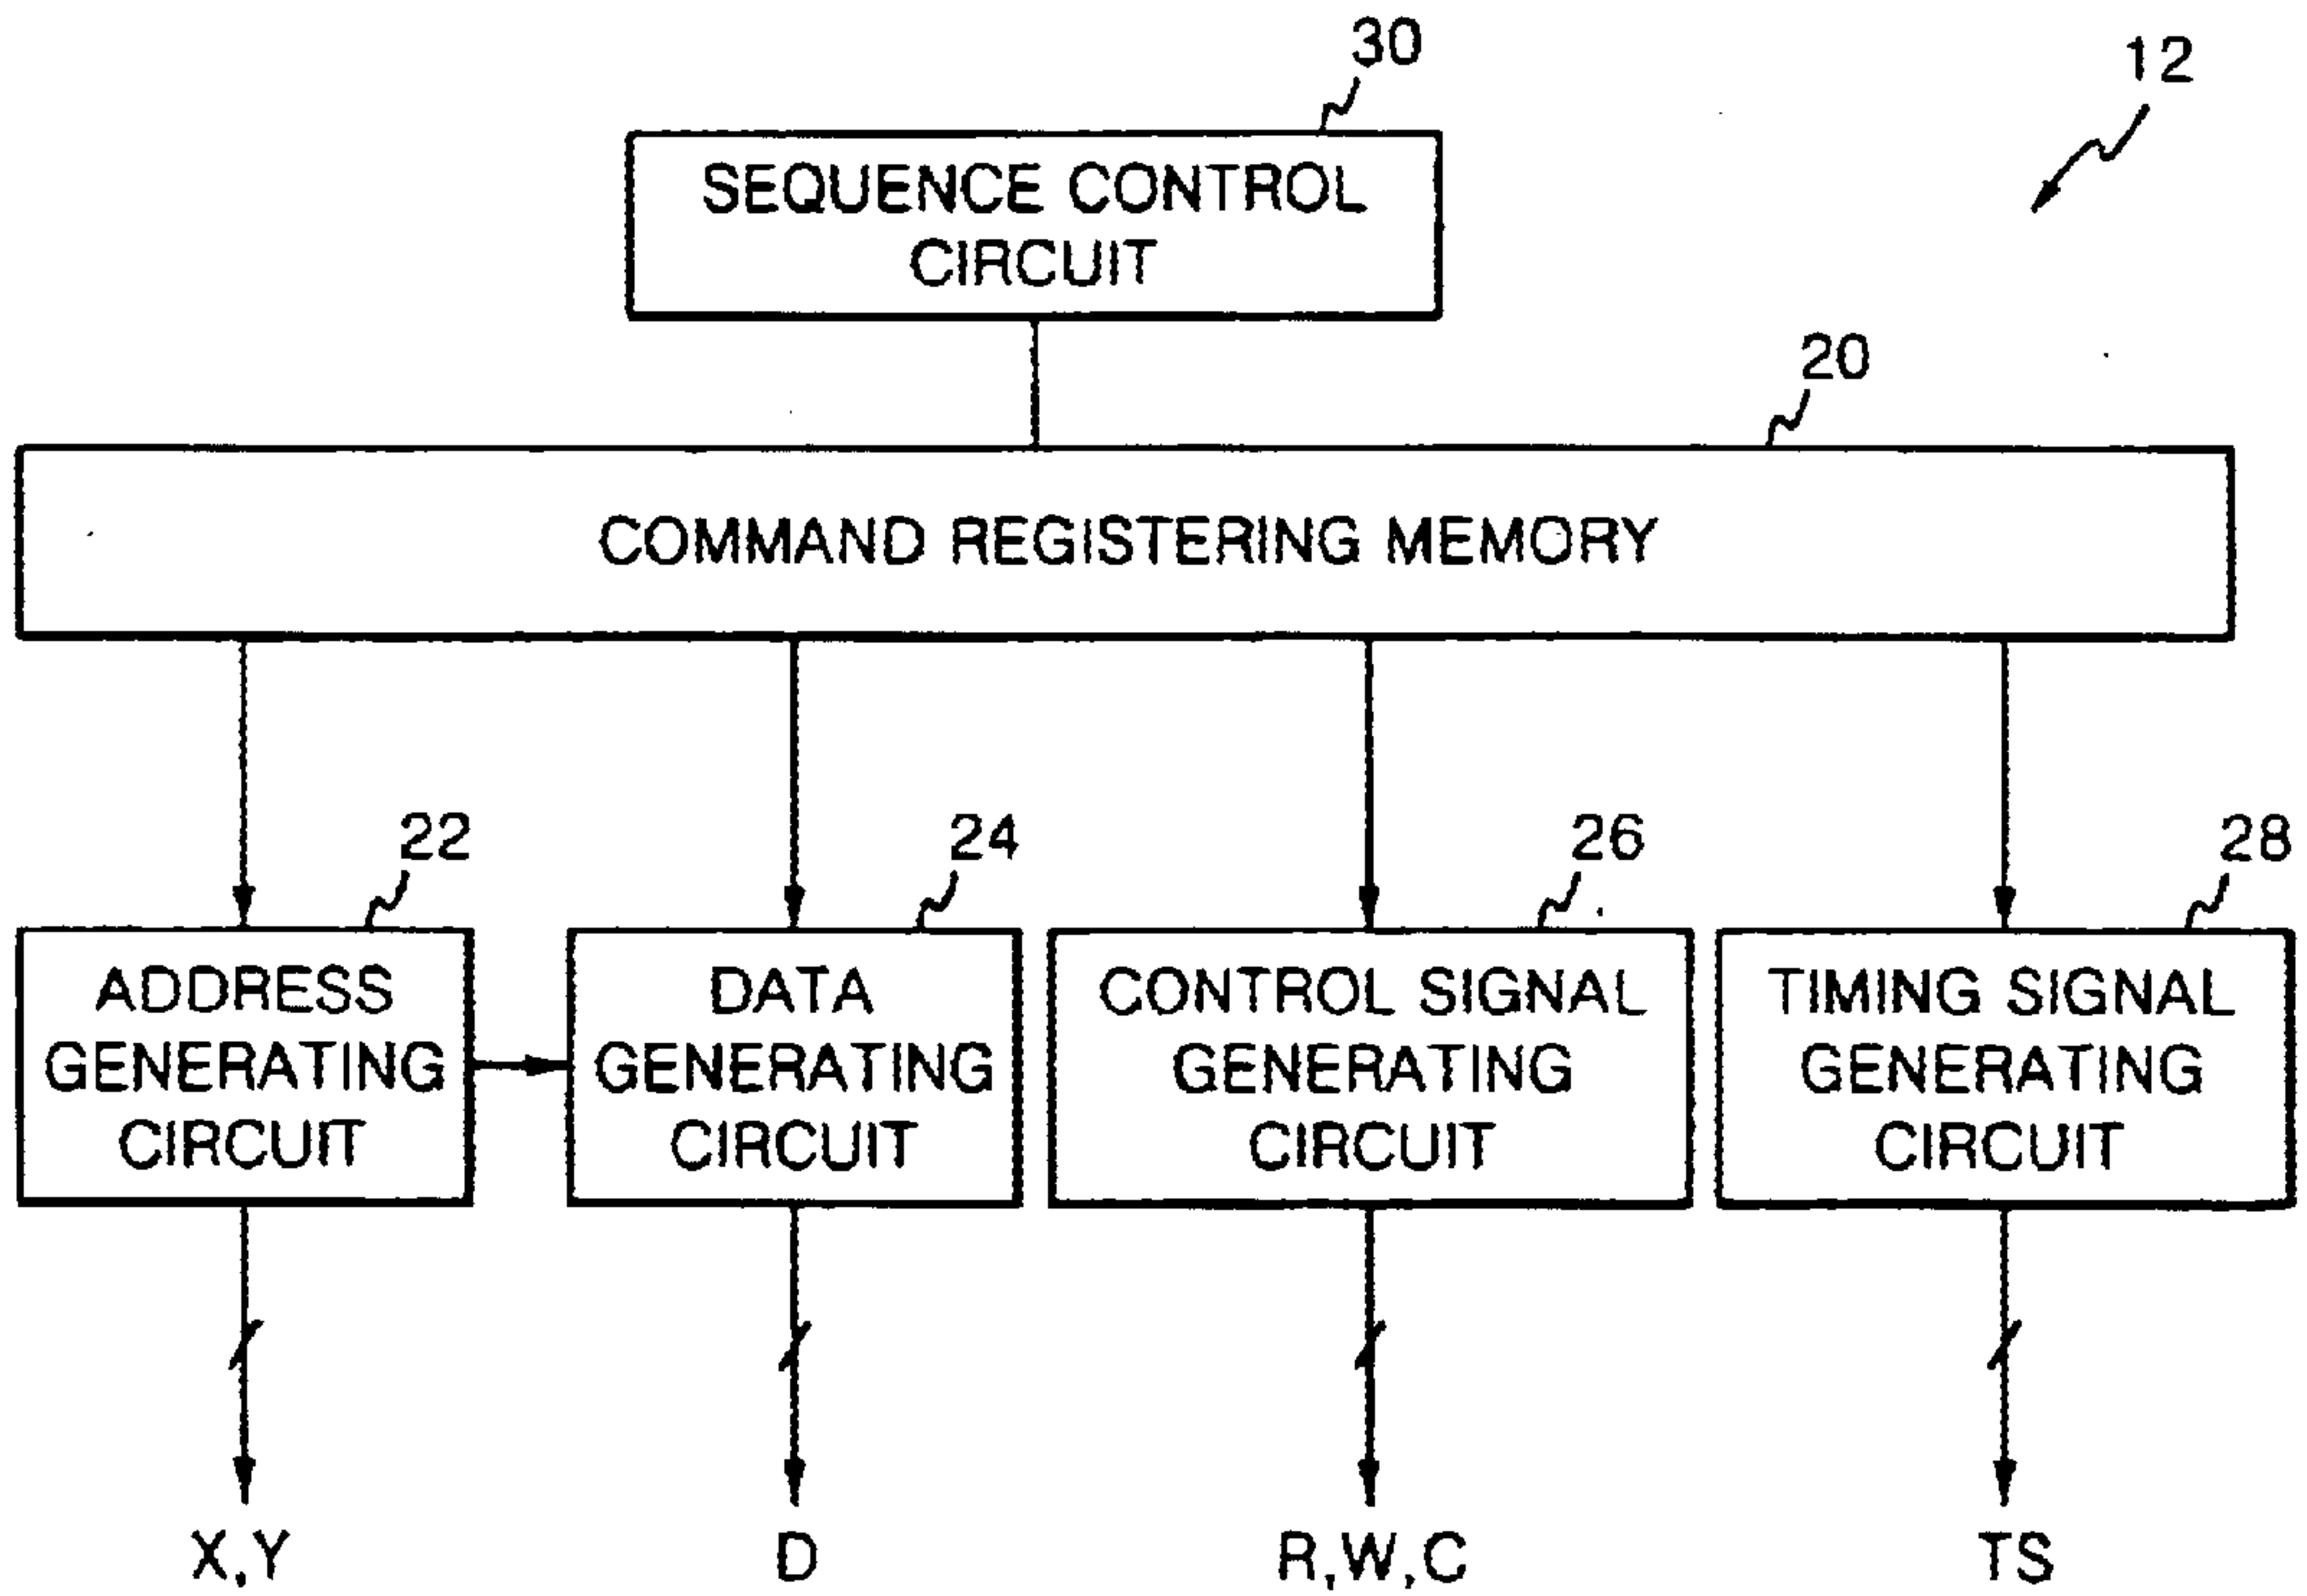 30
12
SEQUENCE CONTROL
CIRCUIT
20
COMMAND REGISTERING MEMORY
22
24
26
28
ADDRESS
GENERATING
CIRCUIT
DATA
GENERATING
CIRCUIT
CONTROL SIGNAL
GENERATING
CIRCUIT
TIMING SIGNAL
GENERATING
CIRCUIT
X,Y
D
R,W,C
TS